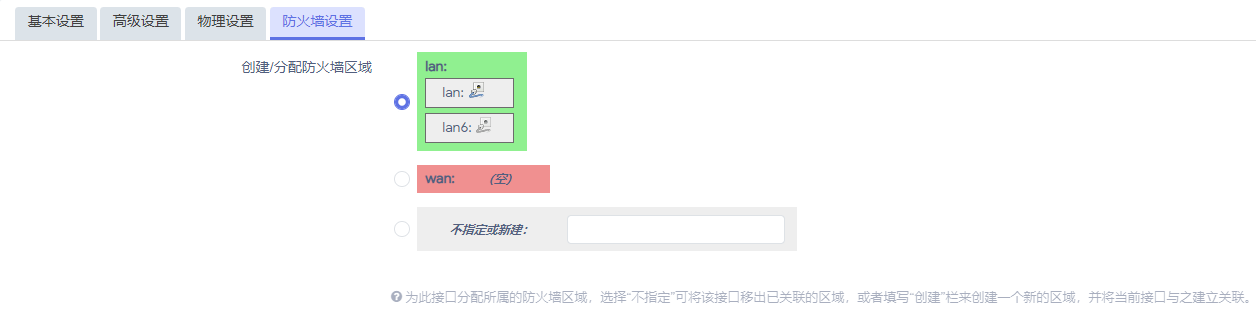 基本设置 高级设置 物理设置 防火墙设置
创建/分配防火墙区域
lan:
lan:
lan6:
wan: (空)
不指定或新建：
为此接口分配所属的防火墙区域，选择“不指定”可将该接口移出已关联的区域，或者填写“创建”栏来创建一个新的区域，并将当前接口与之建立关联。